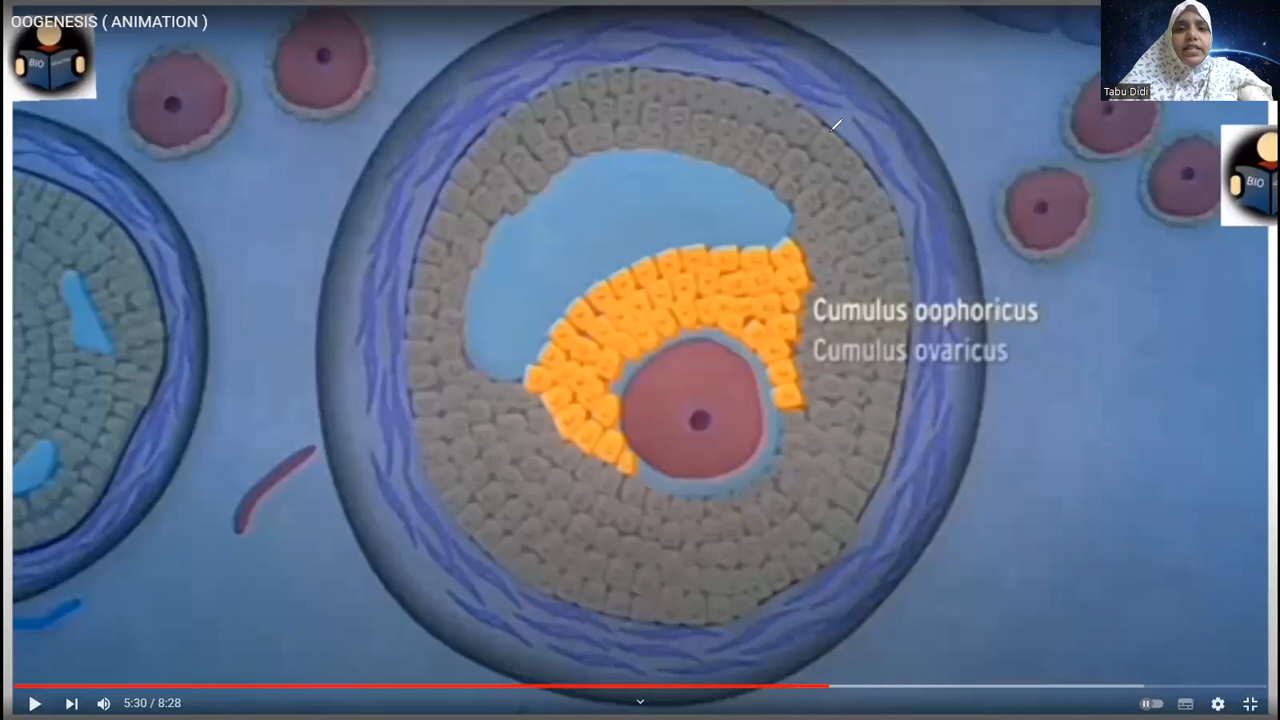 OOGENESIS ( ANIMATION )
BIO
Tabu Didi
BIO
Cumulus oophoricus
Cumulus ovaricus
5:30 / 8:28